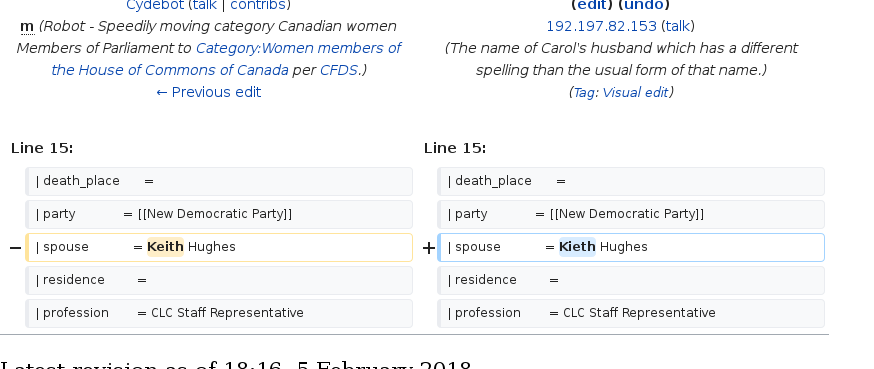 Cydebot (talk | contribs)
m (Robot - Speedily moving category Canadian women
Members of Parliament to Category:Women members of
the House of Commons of Canada per CFDS.)
← Previous edit
(edit) (undo)
192.197.82.153 (talk)
(The name of Carol's husband which has a different
spelling than the usual form of that name.)
(Tag: Visual edit)
Line 15:
| death_place =
| party = [[New Democratic Party]]
− | spouse = Keith Hughes
| residence =
| profession = CLC Staff Representative
Line 15:
| death_place =
| party = [[New Democratic Party]]
+ | spouse = Kieth Hughes
| residence =
| profession = CLC Staff Representative
Latest revision as of 18:16, 5 February 2018